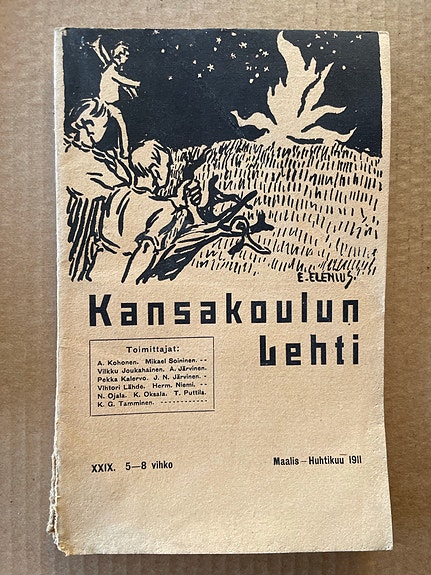 E. ELENIUS.
Kansakoulun
Lehti
Toimittajat:
A. Kohonen. Mikael Soininen. --
Vilkku Joukahainen. A. Järvinen.
Pekka Kalervo. J. N. Järvinen. -
Vihtori Lähde. Herm. Niemi. --
N. Ojala. K. Oksala. T. Puttila.
K. G. Tamminen. ------------
XXIX. 5—8 vihko
Maalis—Huhtikuu 1911